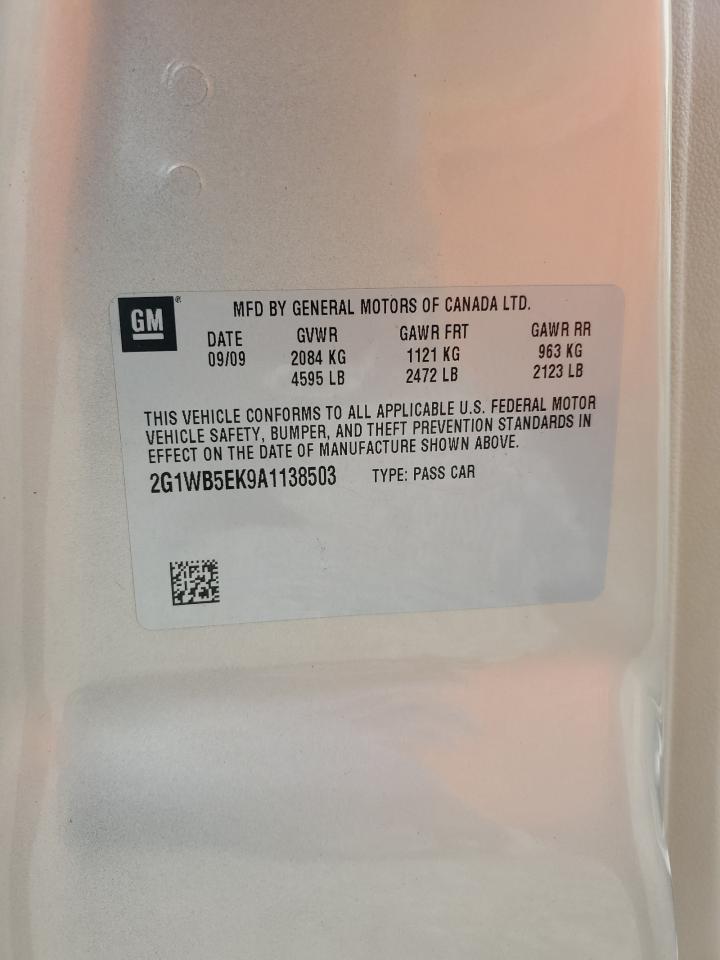 GM®
MFD BY GENERAL MOTORS OF CANADA LTD.
DATE GVWR GAWR FRT GAWR RR
09/09 2084 KG 1121 KG 963 KG
4595 LB 2472 LB 2123 LB
THIS VEHICLE CONFORMS TO ALL APPLICABLE U.S. FEDERAL MOTOR
VEHICLE SAFETY, BUMPER, AND THEFT PREVENTION STANDARDS IN
EFFECT ON THE DATE OF MANUFACTURE SHOWN ABOVE.
2G1WB5EK9A1138503 TYPE: PASS CAR